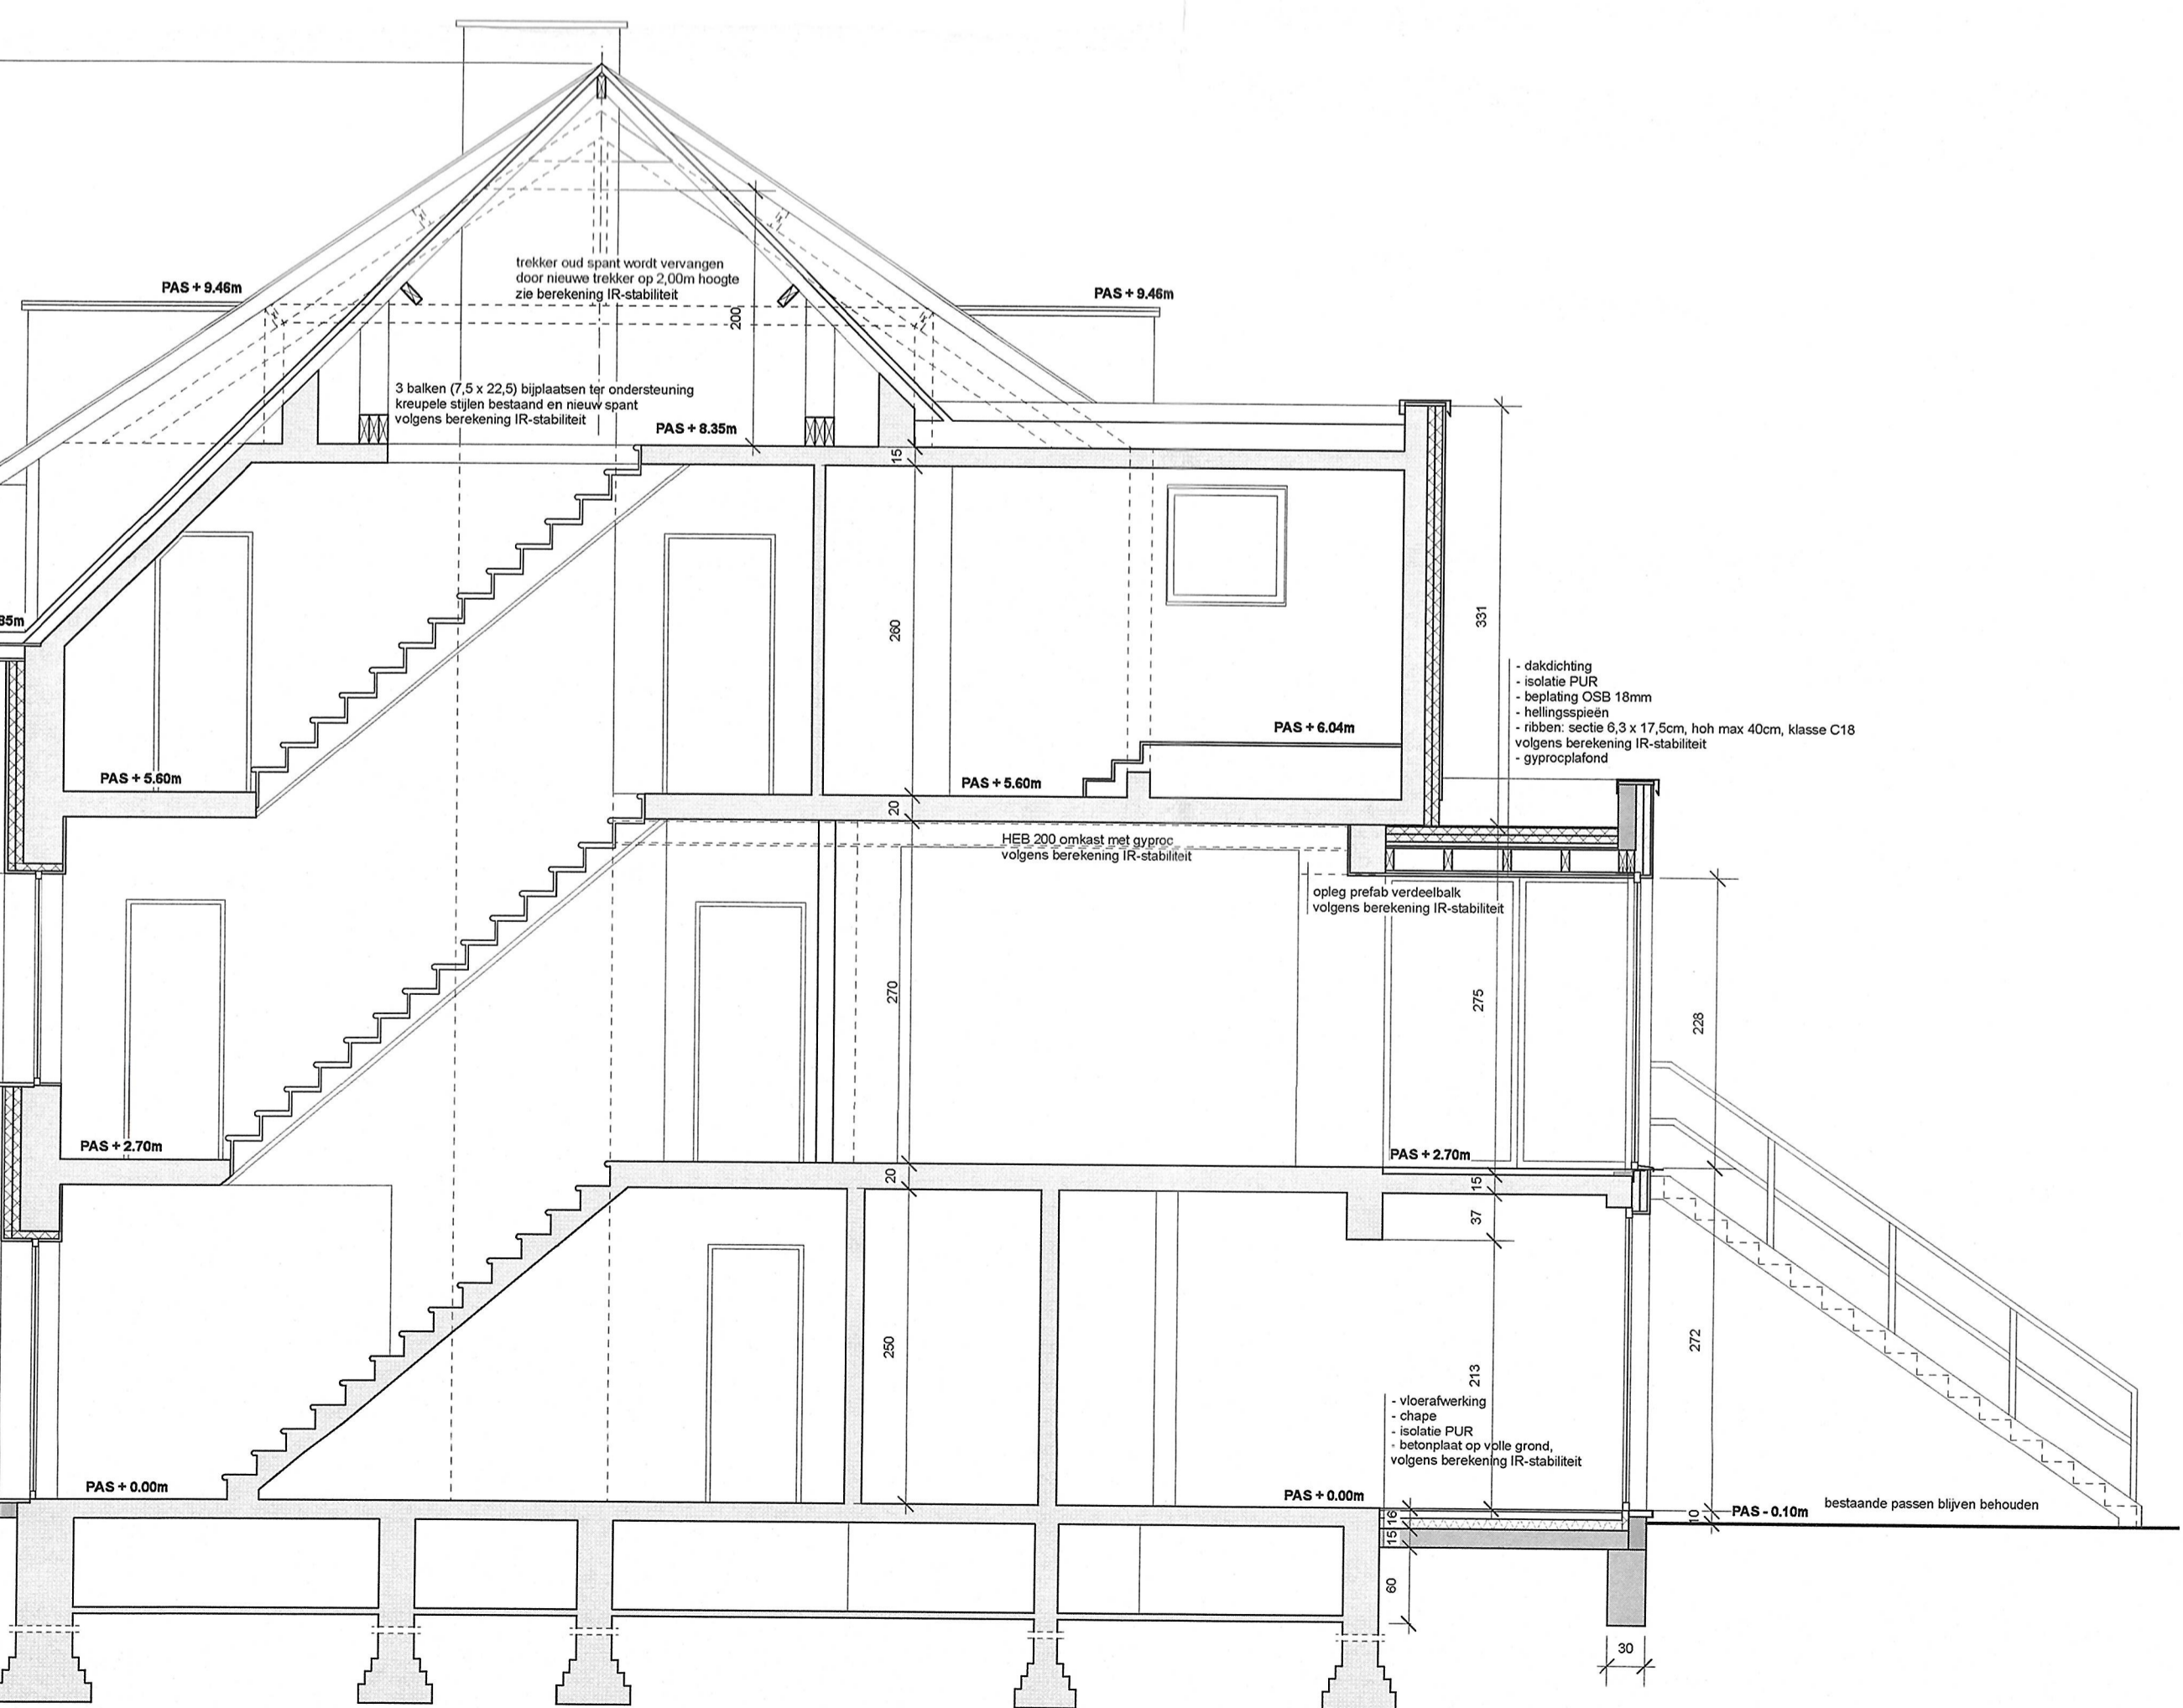 PAS + 9.46m
trekker oud spant wordt vervangen
door nieuwe trekker op 2,00m hoogte
zie berekening IR-stabiliteit
PAS + 9.46m
200
3 balken (7,5 x 22,5) bijplaatsen ter ondersteuning
kreupele stijlen bestaand en nieuw spant
volgens berekening IR-stabiliteit
PAS + 8.35m
15
85m
260
331
- dakdichting
- isolatie PUR
- beplating OSB 18mm
- hellingsspieën
- ribben: sectie 6,3 x 17,5cm, hoh max 40cm, klasse C18
volgens berekening IR-stabiliteit
- gyprocplafond
PAS + 6.04m
PAS + 5.60m
PAS + 5.60m
20
HEB 200 omkast met gyproc
volgens berekening IR-stabiliteit
opleg prefab verdeelbalk
volgens berekening IR-stabiliteit
270
275
228
PAS + 2.70m
PAS + 2.70m
20
15
37
250
213
272
- vloerafwerking
- chape
- isolatie PUR
- betonplaat op volle grond,
volgens berekening IR-stabiliteit
PAS + 0.00m
PAS + 0.00m
16
15
10
PAS - 0.10m
bestaande passen blijven behouden
60
30